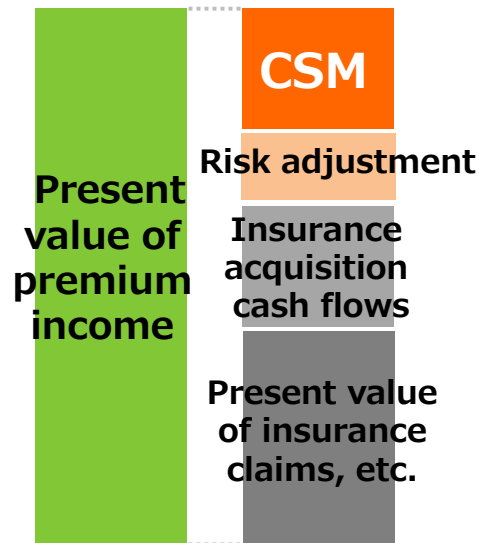 Present
value of
premium
income
CSM
Risk adjustment
Insurance
acquisition
cash flows
Present value
of insurance
claims, etc.